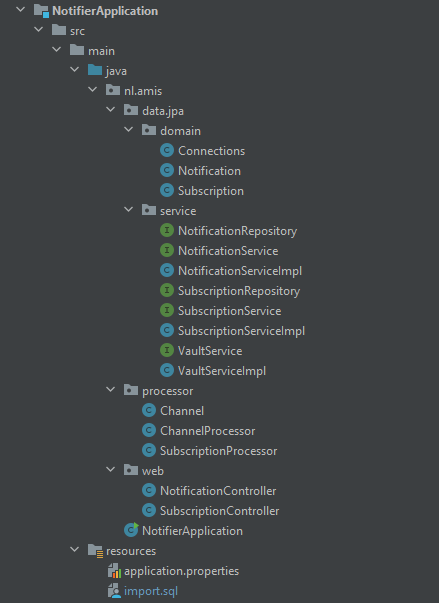 NotifierApplication
src
main
java
nl.amis
data.jpa
domain
Connections
Notification
Subscription
service
NotificationRepository
NotificationService
NotificationServiceImpl
SubscriptionRepository
SubscriptionService
SubscriptionServiceImpl
VaultService
VaultServiceImpl
processor
Channel
ChannelProcessor
SubscriptionProcessor
web
NotificationController
SubscriptionController
NotifierApplication
resources
application.properties
import.sql